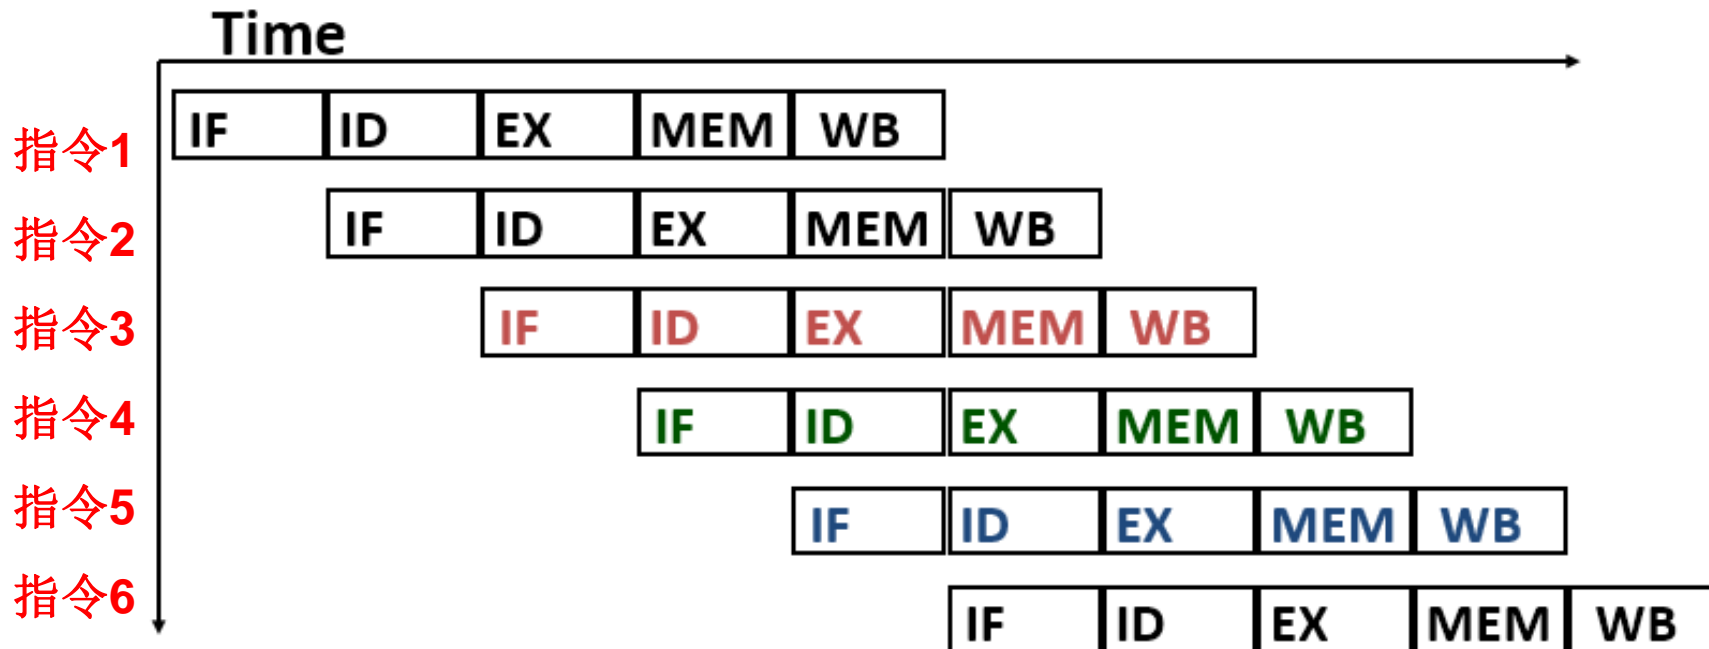 Time
指令1 IF ID EX MEM WB
指令2 IF ID EX MEM WB
指令3 IF ID EX MEM WB
指令4 IF ID EX MEM WB
指令5 IF ID EX MEM WB
指令6 IF ID EX MEM WB